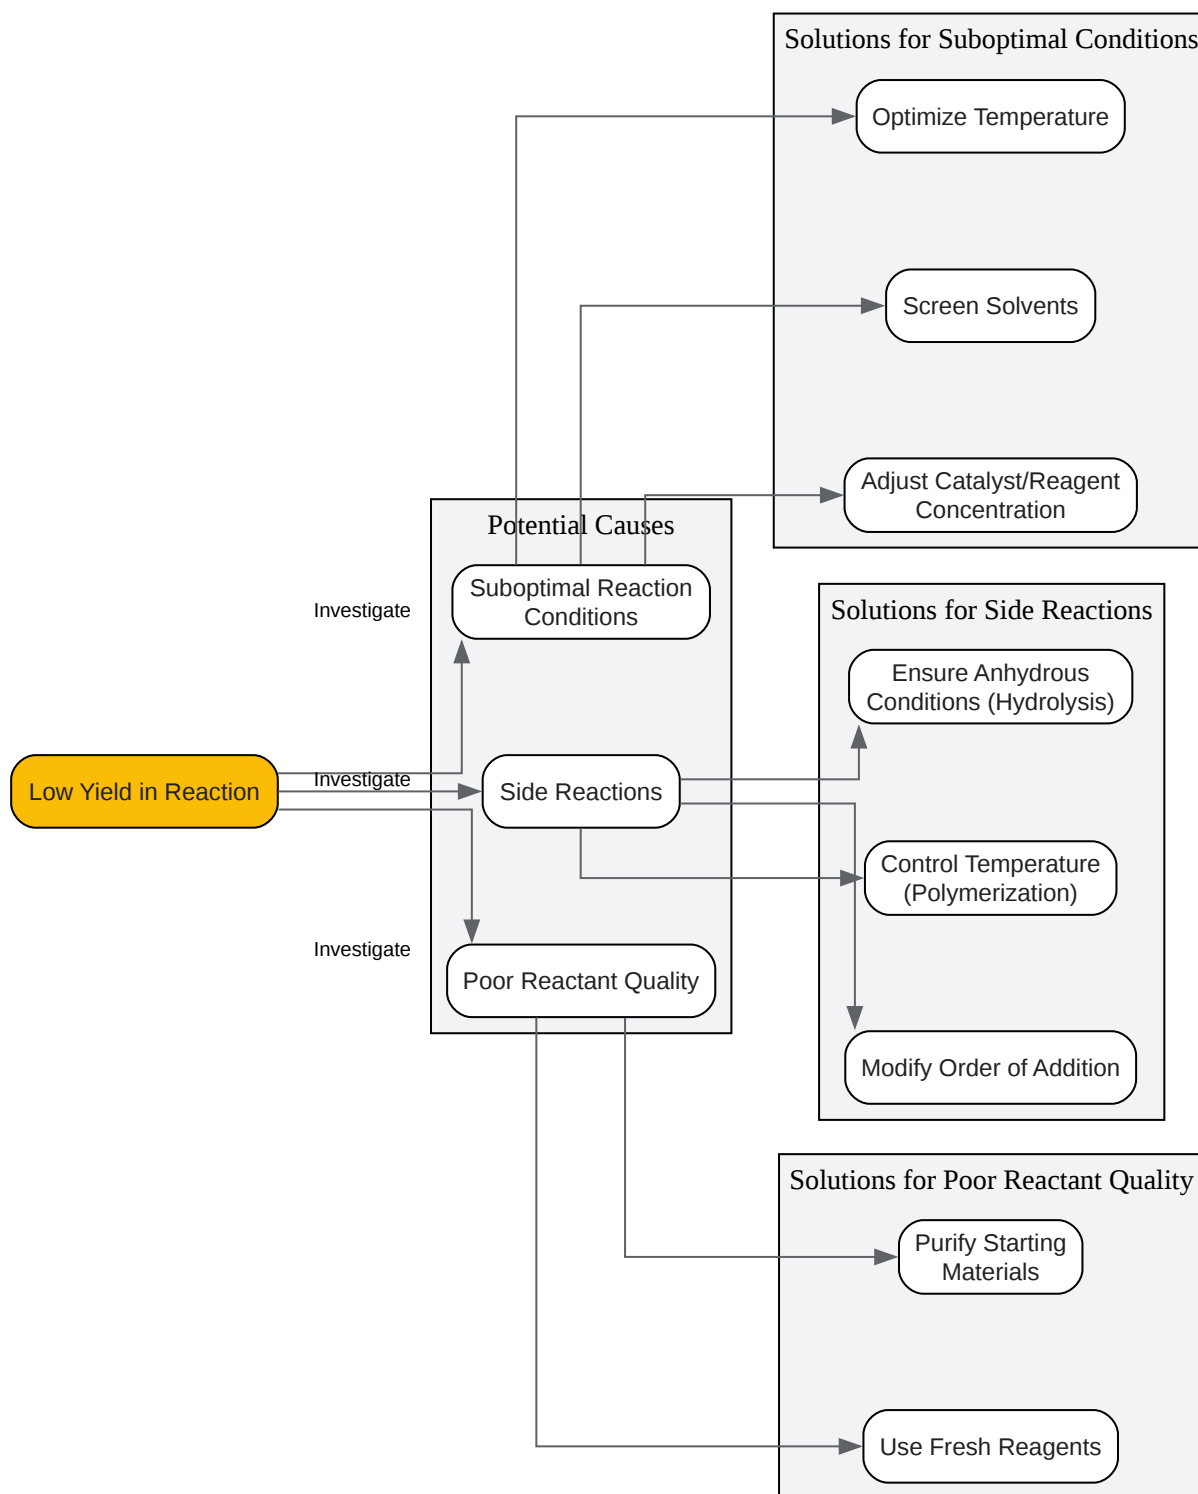 Solutions for Suboptimal Conditions
Optimize Temperature
Screen Solvents
Adjust Catalyst/Reagent
Concentration
Potential Causes
Suboptimal Reaction
Conditions
Investigate
Solutions for Side Reactions
Ensure Anhydrous
Conditions (Hydrolysis)
Low Yield in Reaction
Investigate
Side Reactions
Control Temperature
(Polymerization)
Investigate
Poor Reactant Quality
Modify Order of Addition
Solutions for Poor Reactant Quality
Purify Starting
Materials
Use Fresh Reagents